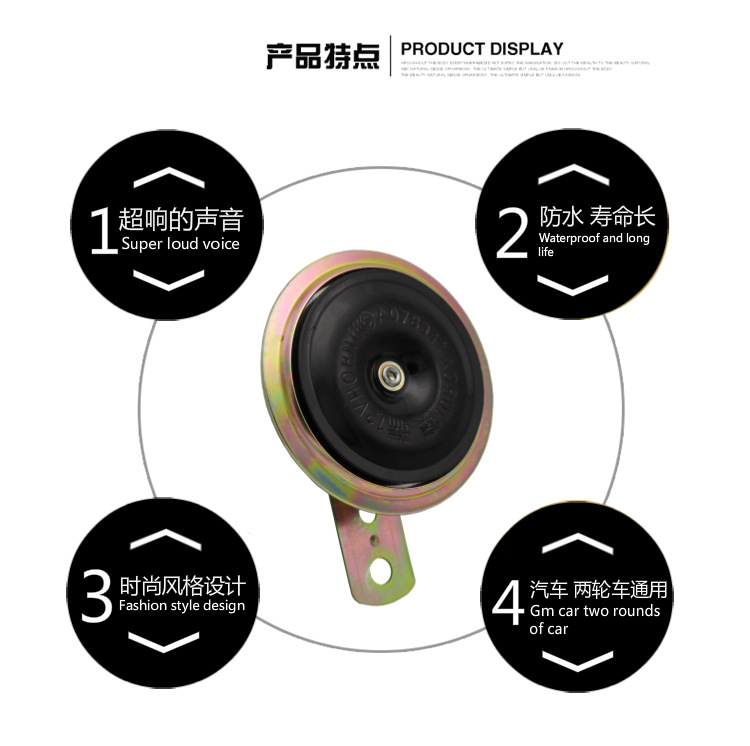 产品特点
PRODUCT DISPLAY
1
超响的声音
Super loud voice
2
防水 寿命长
Waterproof and long
life
3
时尚风格设计
Fashion style design
4
汽车 两轮车通用
Gm car two rounds
of car